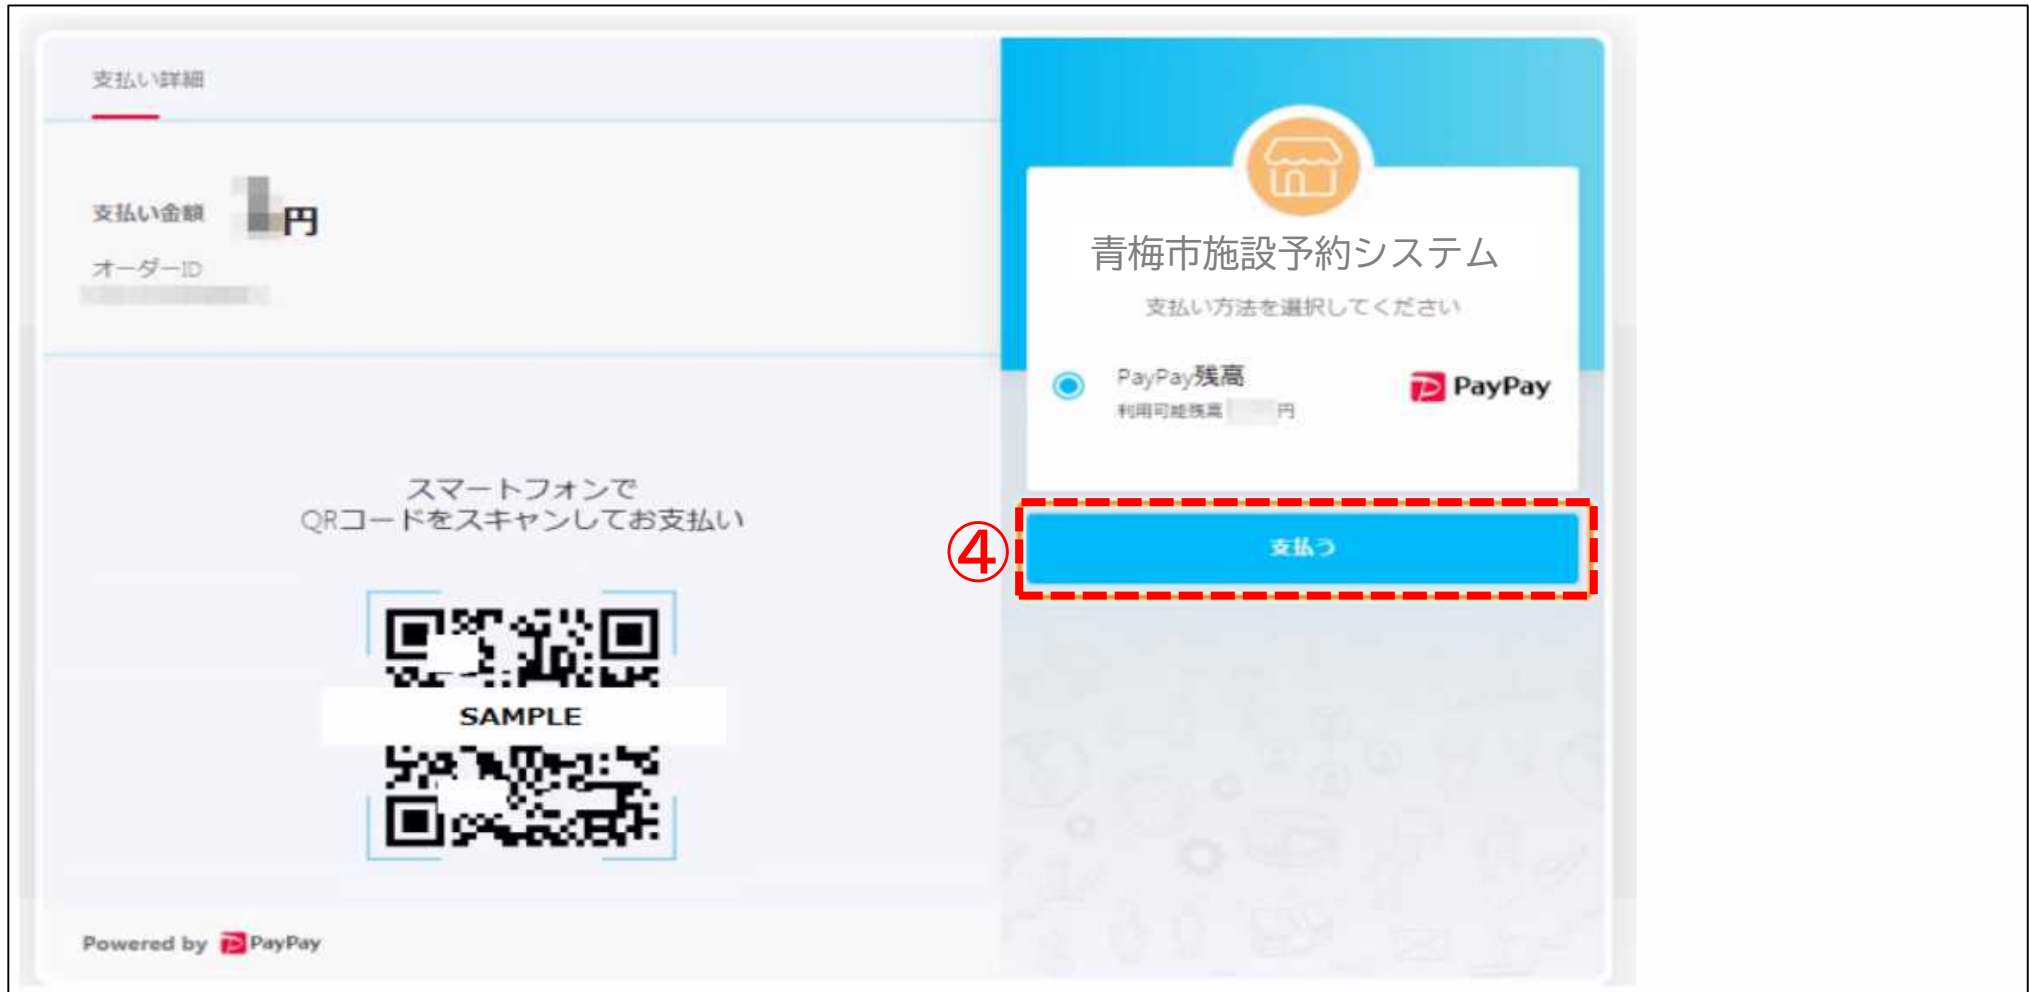 支払い詳細
支払い金額 円
オーダーID
スマートフォンで
QRコードをスキャンしてお支払い
SAMPLE
Powered by PayPay
青梅市施設予約システム
支払い方法を選択してください
PayPay残高
PayPay
利用可能残高 円
④
支払う